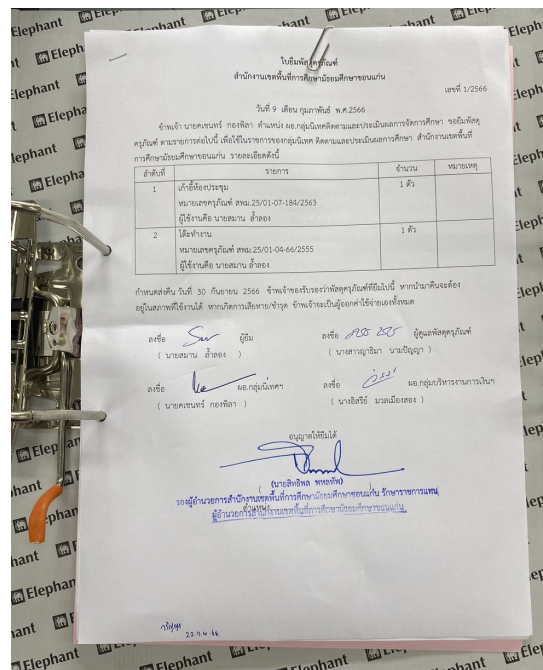 ใบยืมพัสดุครุภัณฑ์
สำนักงานเขตพื้นที่การศึกษามัธยมศึกษาขอนแก่น
เลขที่ 1/2566
วันที่ 9 เดือน กุมภาพันธ์ พ.ศ.2566
ข้าพเจ้า นายคเชนทร์ กองพิลา ตำแหน่ง ผอ.กลุ่มนิเทศติดตามและประเมินผลการจัดการศึกษา ขอยืมพัสดุ
ครุภัณฑ์ ตามรายการต่อไปนี้ เพื่อใช้ในราชการของกลุ่มนิเทศ ติดตามและประเมินผลการศึกษา สำนักงานเขตพื้นที่
การศึกษามัธยมศึกษาขอนแก่น รายละเอียดดังนี้
ลำดับที่ รายการ จำนวน หมายเหตุ
1 เก้าอี้ห้องประชุม 1 ตัว
หมายเลขครุภัณฑ์ สพม.25/01-07-184/2563
ผู้ใช้งานคือ นายสมาน ล้ำลอง
2 โต๊ะทำงาน 1 ตัว
หมายเลขครุภัณฑ์ สพม.25/01-04-66/2555
ผู้ใช้งานคือ นายสมาน ล้ำลอง
กำหนดส่งคืน วันที่ 30 กันยายน 2566 ข้าพเจ้าขอรับรองว่าพัสดุครุภัณฑ์ที่ยืมไปนี้ หากนำมาคืนจะต้อง
อยู่ในสภาพที่ใช้งานได้ หากเกิดการเสียหาย/ชำรุด ข้าพเจ้าจะเป็นผู้ออกค่าใช้จ่ายเองทั้งหมด
ลงชื่อ ผู้ยืม ลงชื่อ ผู้ดูแลพัสดุครุภัณฑ์
( นายสมาน ล้ำลอง ) ( นางสาวญาธิมา นามปัญญา )
ลงชื่อ ผอ.กลุ่มนิเทศฯ ลงชื่อ ผอ.กลุ่มบริหารงานการเงินฯ
( นายคเชนทร์ กองพิลา ) ( นางอิสรีย์ มวลเมืองสอง )
อนุญาตให้ยืมได้
(นายสิทธิพล พหลทัพ)
รองผู้อำนวยการสำนักงานเขตพื้นที่การศึกษามัธยมศึกษาขอนแก่น รักษาราชการแทน
ตำแหน่ง
ผู้อำนวยการสำนักงานเขตพื้นที่การศึกษามัธยมศึกษาขอนแก่น
22 ก.พ. 66
Elephant